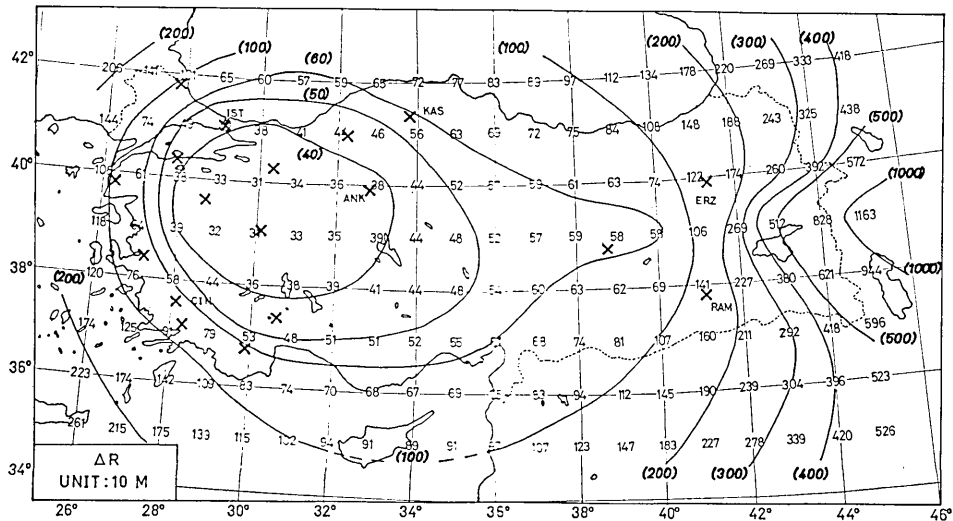 (200) (100) (60) (100) (200) (300) (400)
42°
206 141 65 60 57 59 68 72 77 83 89 97 112 134 178 220 269 333 418
(50)
144 74 IST 38 41 46 KAS 56 63 65 72 75 84 108 148 188 243 325 438 (500)
40°
(40)
61 33 31 34 36 38 44 52 61 63 74 122 174 260 392 572
ANK ERZ (1000)
118 39 32 33 35 39 44 48 52 57 59 58 59 106 269 512 828 1163
38°
(200) 120 76 58 44 36 38 39 41 44 48 54 60 63 62 69 141 227 380 621 944 (1000)
ÇIH RAM
174 125 79 53 48 51 51 52 55 68 74 81 107 160 211 292 418 596 (500)
36°
223 174 142 109 83 74 70 68 67 69 83 94 112 145 190 239 304 396 523
261 215 175 139 115 102 94 91 89 91 107 123 147 183 227 278 339 420 526
(100) (200) (300) (400)
34°
ΔR
UNIT:10 M
26° 28° 30° 32° 34° 36° 38° 40° 42° 44° 46°